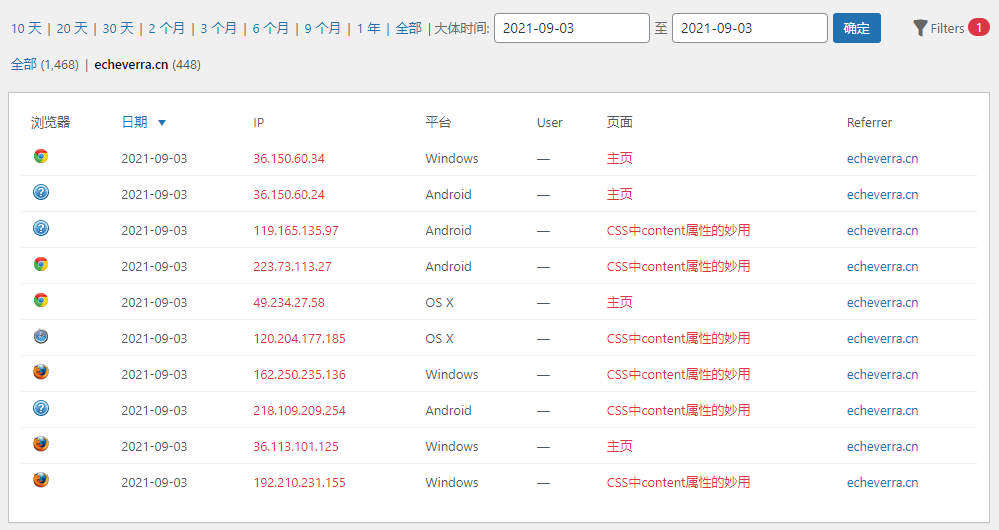 10 天 | 20 天 | 30 天 | 2 个月 | 3 个月 | 6 个月 | 9 个月 | 1 年 | 全部 | 大体时间: 2021-09-03 至 2021-09-03 确定 Filters 1
全部 (1,468) | echeverra.cn (448)
浏览器 日期 IP 平台 User 页面 Referrer
2021-09-03 36.150.60.34 Windows — 主页 echeverra.cn
2021-09-03 36.150.60.24 Android — 主页 echeverra.cn
2021-09-03 119.165.135.97 Android — CSS中content属性的妙用 echeverra.cn
2021-09-03 223.73.113.27 Android — CSS中content属性的妙用 echeverra.cn
2021-09-03 49.234.27.58 OS X — 主页 echeverra.cn
2021-09-03 120.204.177.185 OS X — CSS中content属性的妙用 echeverra.cn
2021-09-03 162.250.235.136 Windows — CSS中content属性的妙用 echeverra.cn
2021-09-03 218.109.209.254 Android — CSS中content属性的妙用 echeverra.cn
2021-09-03 36.113.101.125 Windows — 主页 echeverra.cn
2021-09-03 192.210.231.155 Windows — CSS中content属性的妙用 echeverra.cn